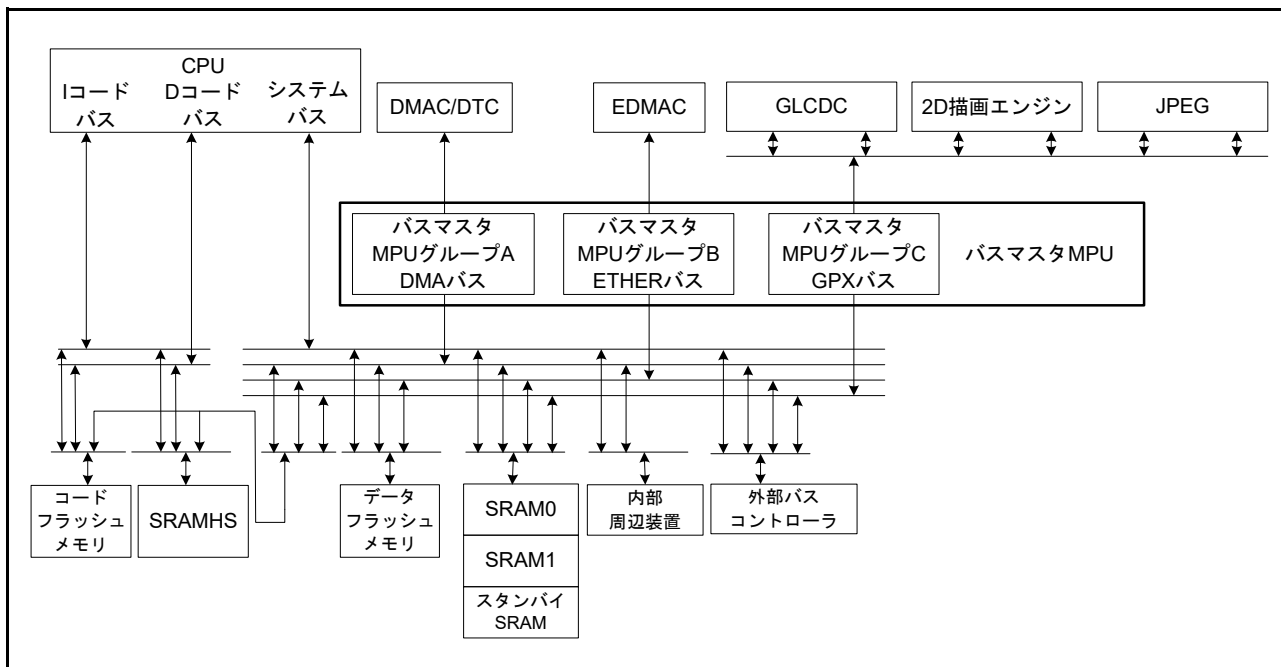 CPU
Iコード
バス
Dコード
バス
システム
バス
DMAC/DTC
EDMAC
GLCDC
2D描画エンジン
JPEG
バスマスタ
MPUグループA
DMAバス
バスマスタ
MPUグループB
ETHERバス
バスマスタ
MPUグループC
GPXバス
バスマスタMPU
コード
フラッシュ
メモリ
SRAMHS
データ
フラッシュ
メモリ
SRAM0
SRAM1
スタンバイ
SRAM
内部
周辺装置
外部バス
コントローラ